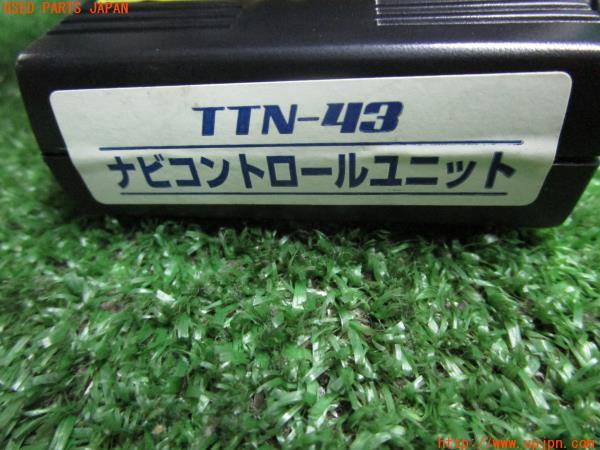 USED PARTS JAPAN
TTN-43
ナビコントロールユニット
http://www.upjpn.com